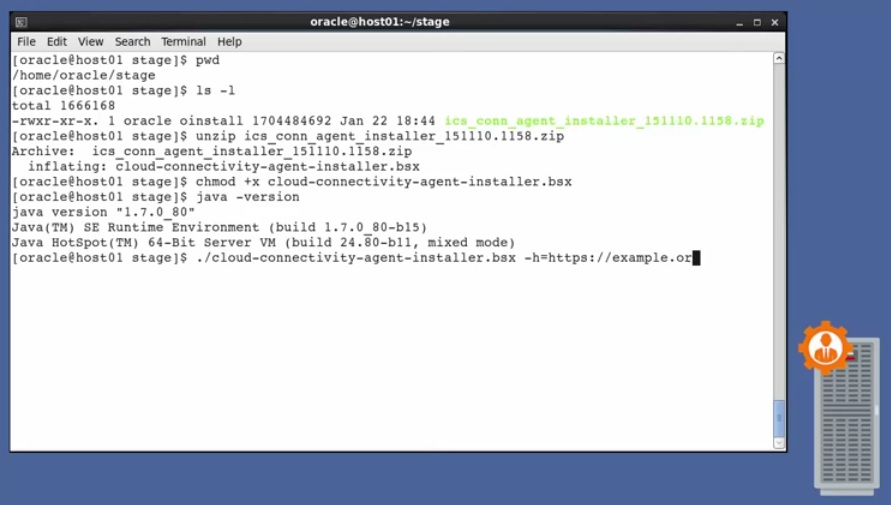 oracle@host01:~/stage
File Edit View Search Terminal Help
[oracle@host01 stage]$ pwd
/home/oracle/stage
[oracle@host01 stage]$ ls -l
total 1666168
-rwxr-xr-x. 1 oracle oinstall 1704484692 Jan 22 18:44 ics_conn_agent_installer_151110.1158.zip
[oracle@host01 stage]$ unzip ics_conn_agent_installer_151110.1158.zip
Archive:  ics_conn_agent_installer_151110.1158.zip
  inflating: cloud-connectivity-agent-installer.bsx
[oracle@host01 stage]$ chmod +x cloud-connectivity-agent-installer.bsx
[oracle@host01 stage]$ java -version
java version "1.7.0_80"
Java(TM) SE Runtime Environment (build 1.7.0_80-b15)
Java HotSpot(TM) 64-Bit Server VM (build 24.80-b11, mixed mode)
[oracle@host01 stage]$ ./cloud-connectivity-agent-installer.bsx -h=https://example.or